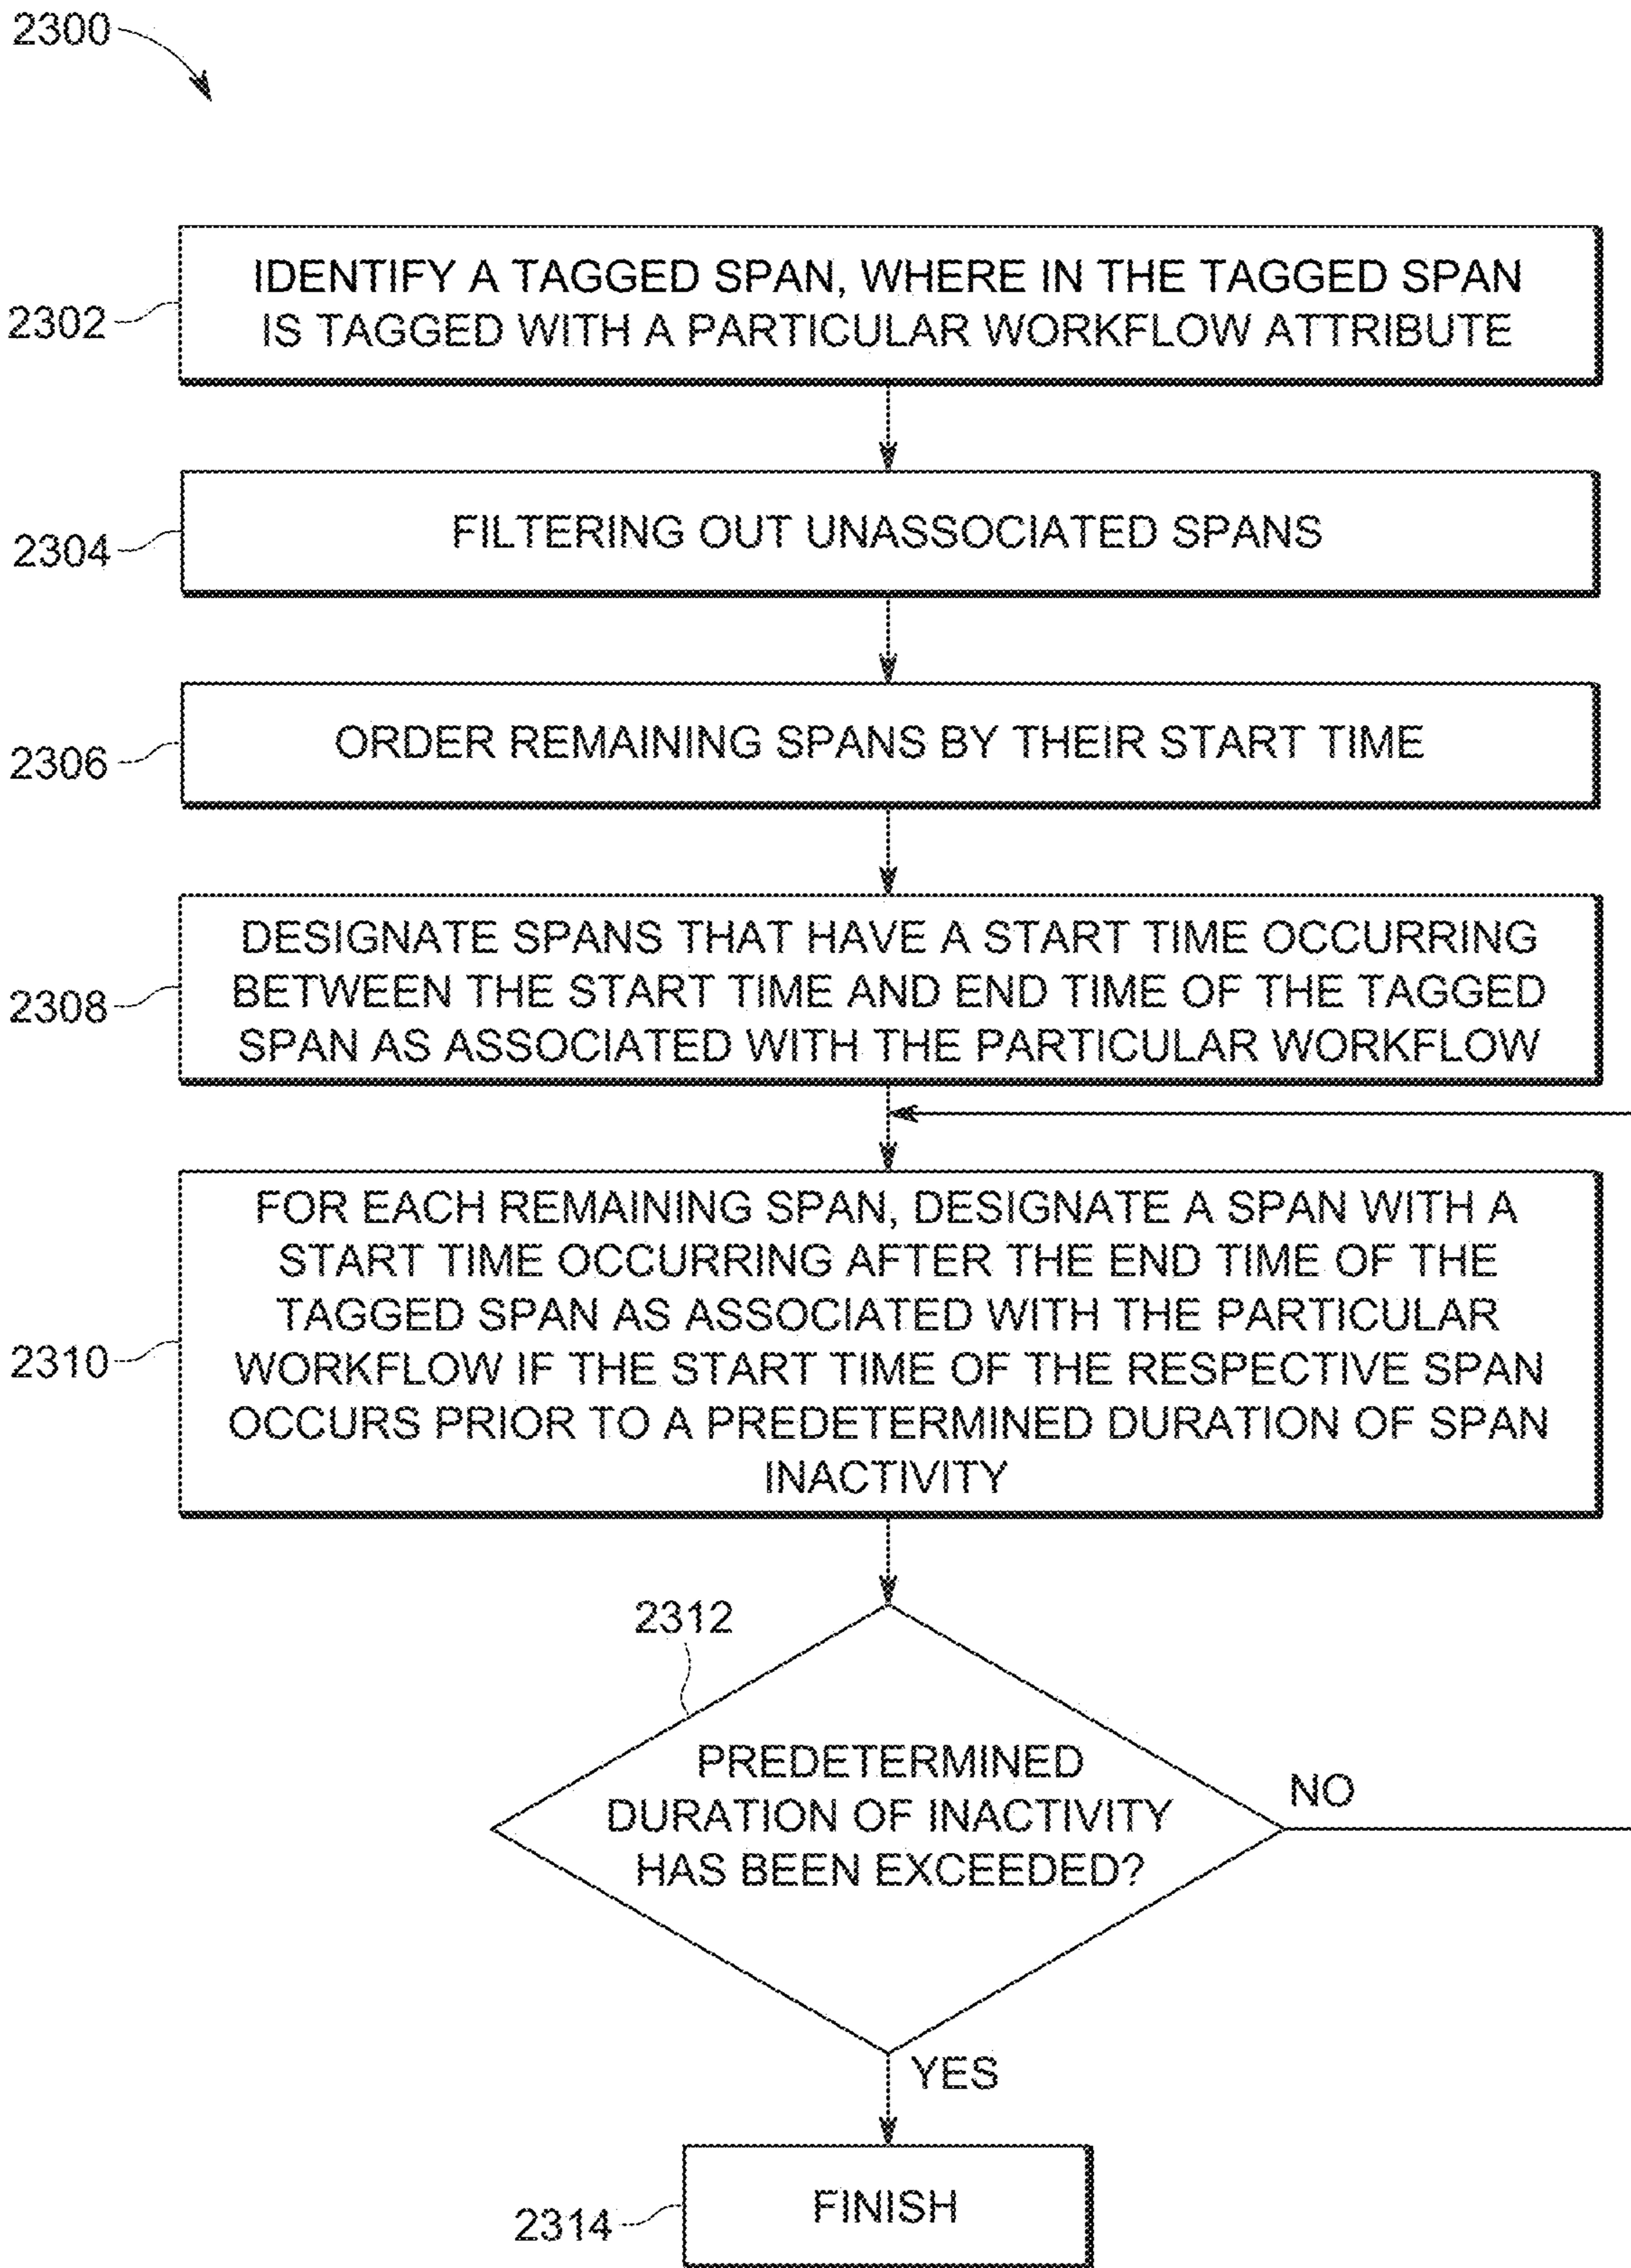 2300
2302
IDENTIFY A TAGGED SPAN, WHERE IN THE TAGGED SPAN
IS TAGGED WITH A PARTICULAR WORKFLOW ATTRIBUTE
2304
FILTERING OUT UNASSOCIATED SPANS
2306
ORDER REMAINING SPANS BY THEIR START TIME
2308
DESIGNATE SPANS THAT HAVE A START TIME OCCURRING
BETWEEN THE START TIME AND END TIME OF THE TAGGED
SPAN AS ASSOCIATED WITH THE PARTICULAR WORKFLOW
2310
FOR EACH REMAINING SPAN, DESIGNATE A SPAN WITH A
START TIME OCCURRING AFTER THE END TIME OF THE
TAGGED SPAN AS ASSOCIATED WITH THE PARTICULAR
WORKFLOW IF THE START TIME OF THE RESPECTIVE SPAN
OCCURS PRIOR TO A PREDETERMINED DURATION OF SPAN
INACTIVITY
2312
PREDETERMINED
DURATION OF INACTIVITY
HAS BEEN EXCEEDED?
NO
YES
2314
FINISH